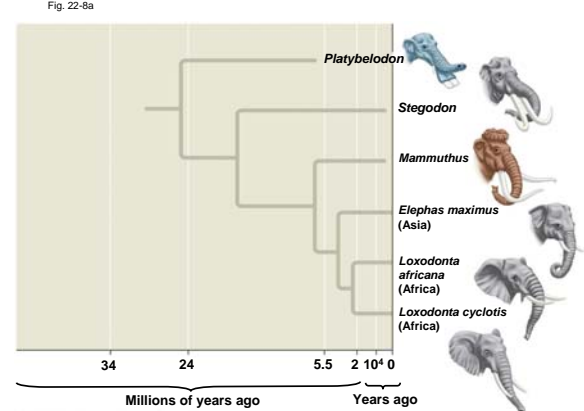 Fig. 22-8a
Platybelodon
Stegodon
Mammuthus
Elephas maximus
(Asia)
Loxodonta
africana
(Africa)
Loxodonta cyclotis
(Africa)
34 24 5.5 2 10⁴ 0
Millions of years ago Years ago